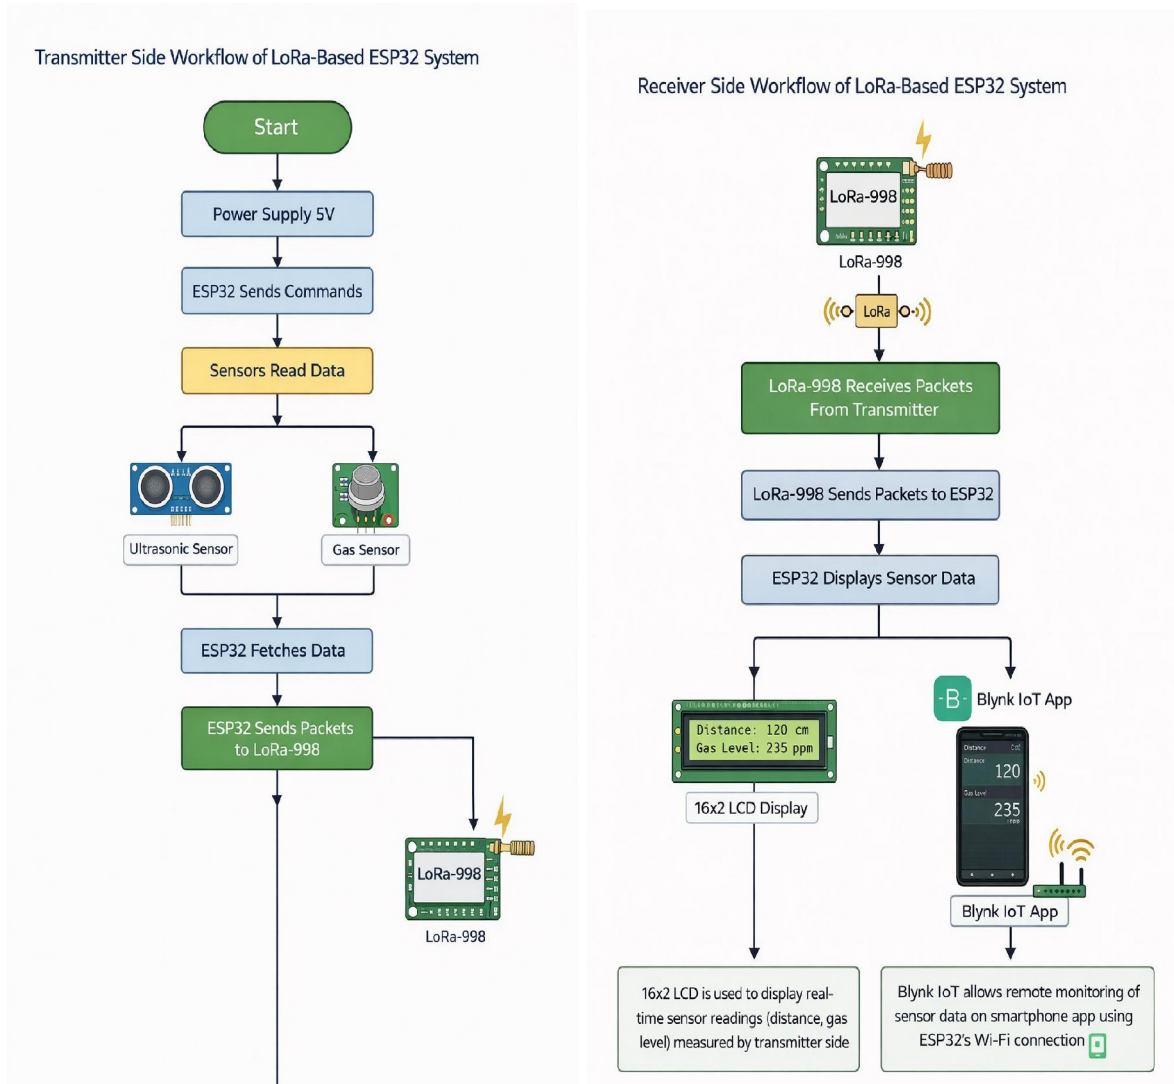 Transmitter Side Workflow of LoRa-Based ESP32 System
Start
Power Supply 5V
ESP32 Sends Commands
Sensors Read Data
Ultrasonic Sensor
Gas Sensor
ESP32 Fetches Data
ESP32 Sends Packets
to LoRa-998
LoRa-998
LoRa-998
Receiver Side Workflow of LoRa-Based ESP32 System
LoRa-998
LoRa-998
LoRa
LoRa-998 Receives Packets
From Transmitter
LoRa-998 Sends Packets to ESP32
ESP32 Displays Sensor Data
Distance: 120 cm
Gas Level: 235 ppm
16x2 LCD Display
B Blynk IoT App
Distance
Distance
120
Gas Level
235
Blynk IoT App
16x2 LCD is used to display real-
time sensor readings (distance, gas
level) measured by transmitter side
Blynk IoT allows remote monitoring of
sensor data on smartphone app using
ESP32's Wi-Fi connection